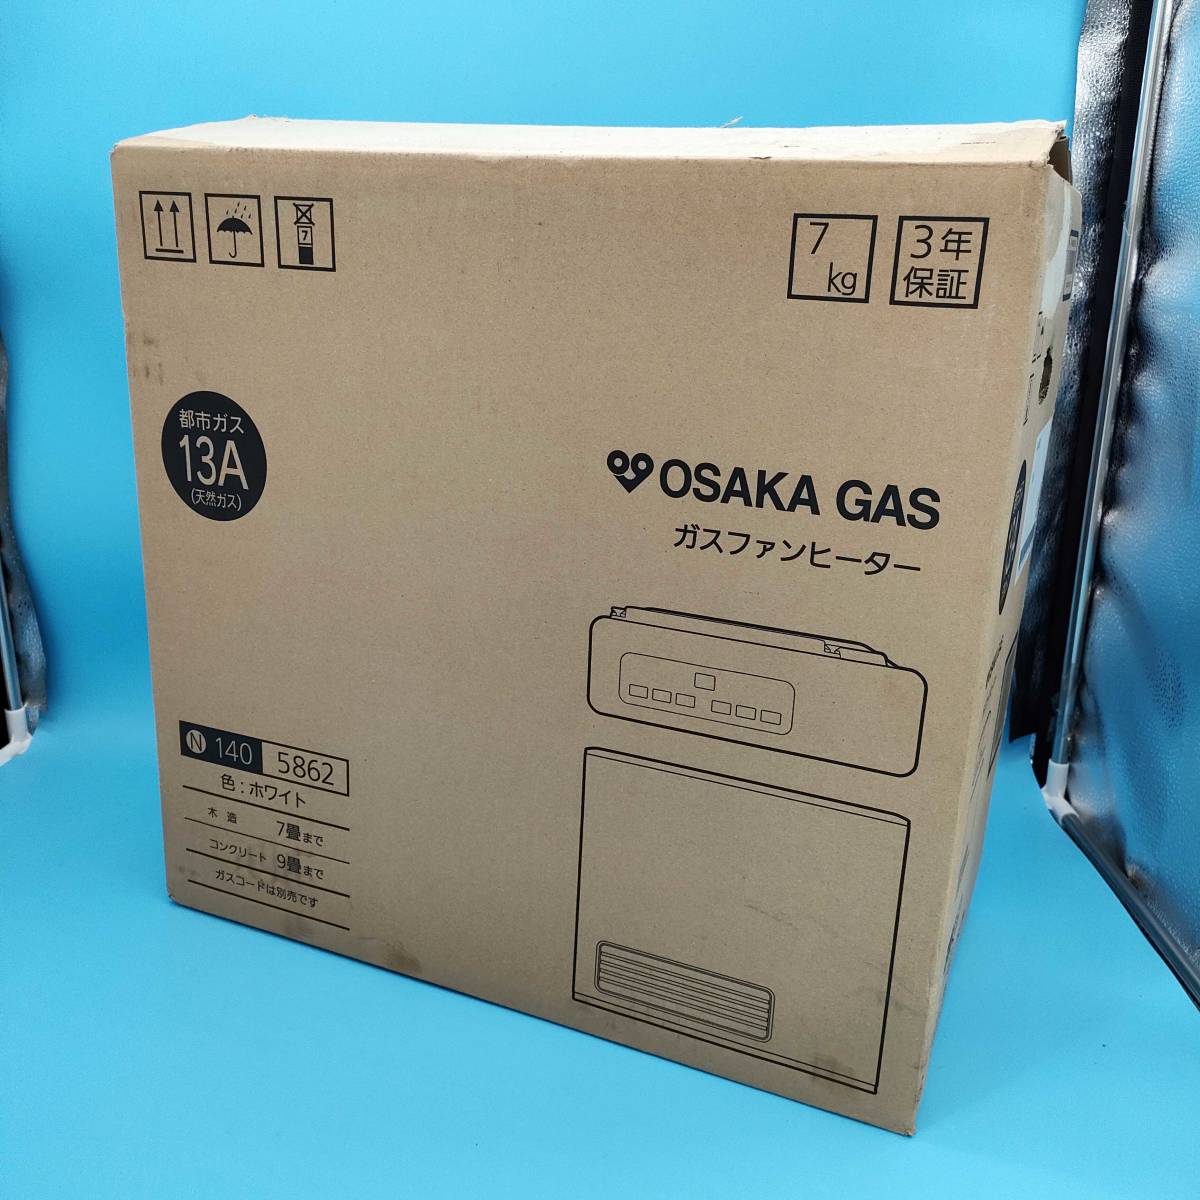 7
7
kg
3年
保証
都市ガス
13A
(天然ガス)
OSAKA GAS
ガスファンヒーター
N 140 5862
色:ホワイト
木造 7畳まで
コンクリート 9畳まで
ガスコードは別売です